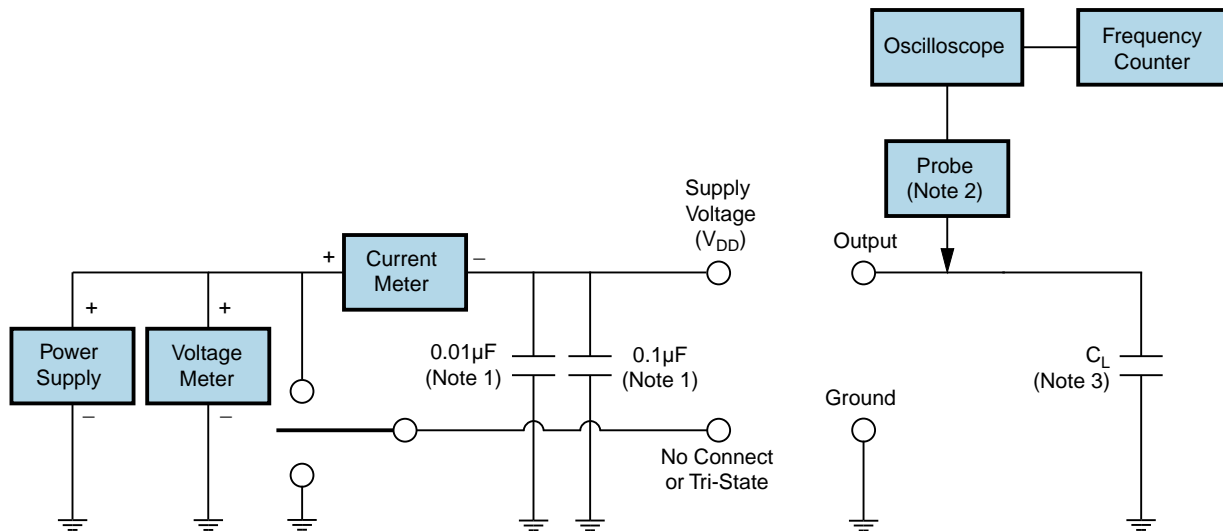 Oscilloscope
Frequency
Counter
Probe
(Note 2)
Supply
Voltage
(VDD)
Output
+
Current
Meter
–
+
Power
Supply
–
+
Voltage
Meter
–
0.01µF
(Note 1)
0.1µF
(Note 1)
CL
(Note 3)
Ground
No Connect
or Tri-State